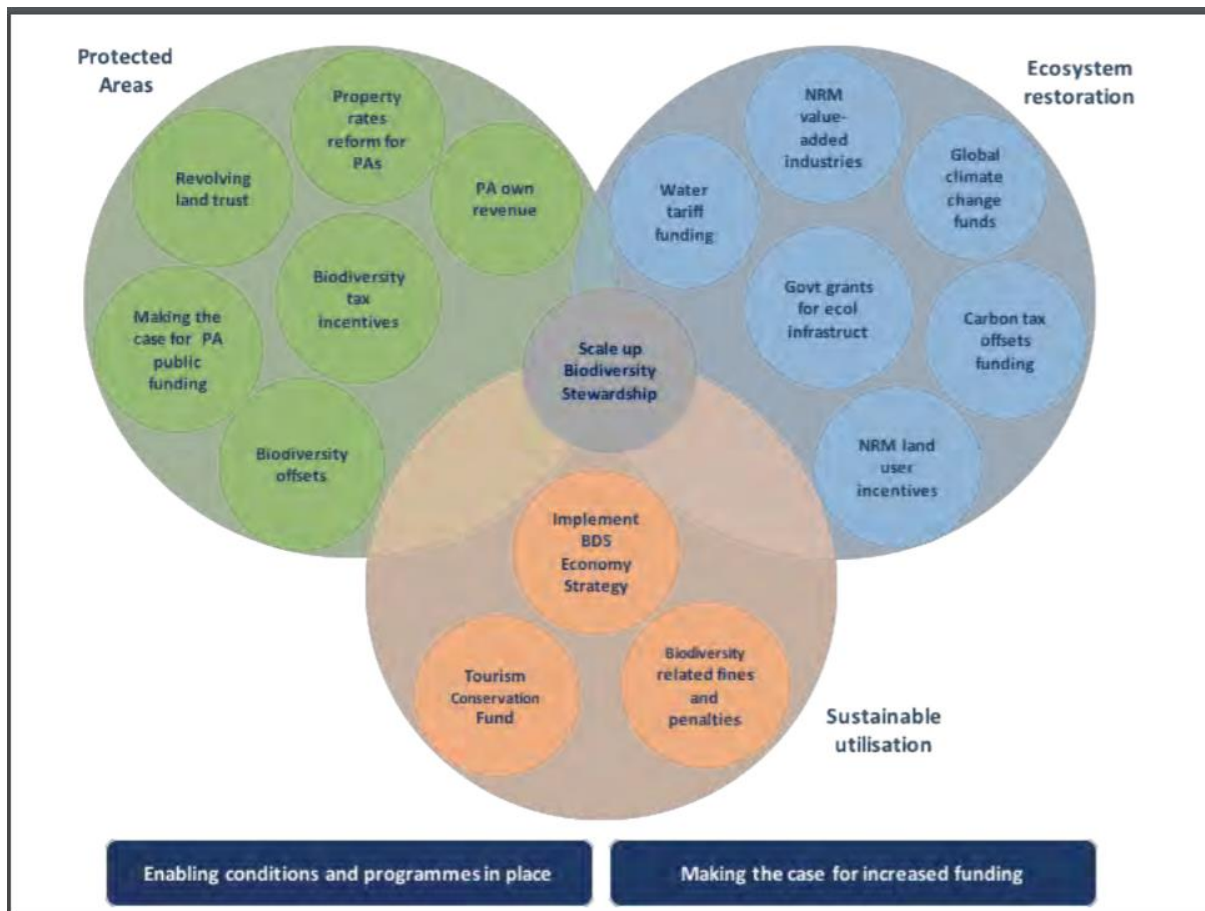 Protected
Areas
Property
rates
reform for
PAs
Revolving
land trust
PA own
revenue
Biodiversity
tax
incentives
Making the
case for PA
public
funding
Biodiversity
offsets
Ecosystem
restoration
NRM
value-
added
industries
Global
climate
change
funds
Water
tariff
funding
Govt grants
for ecol
infrastruct
Carbon tax
offsets
funding
NRM land
user
incentives
Scale up
Biodiversity
Stewardship
Implement
BDS
Economy
Strategy
Tourism
Conservation
Fund
Biodiversity
related fines
and
penalties
Sustainable
utilisation
Enabling conditions and programmes in place
Making the case for increased funding